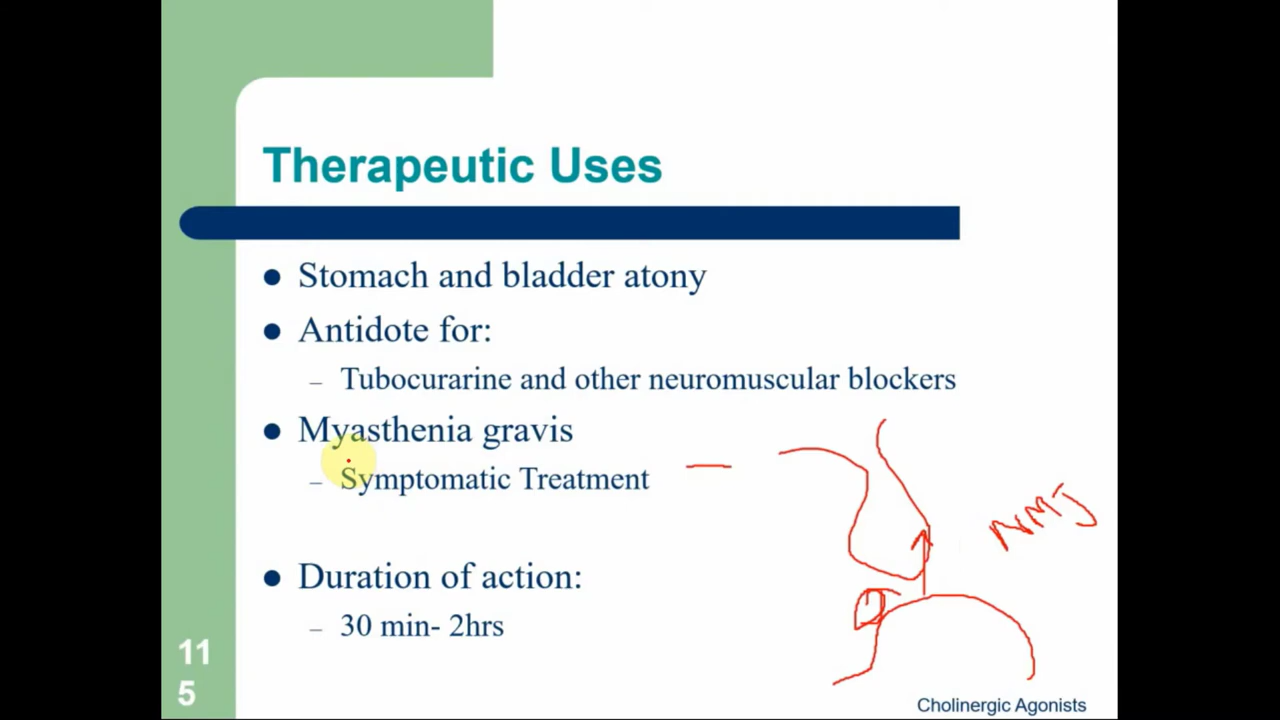 Therapeutic Uses
● Stomach and bladder atony
● Antidote for:
– Tubocurarine and other neuromuscular blockers
● Myasthenia gravis
– Symptomatic Treatment
NMJ
● Duration of action:
– 30 min- 2hrs
11
5
Cholinergic Agonists